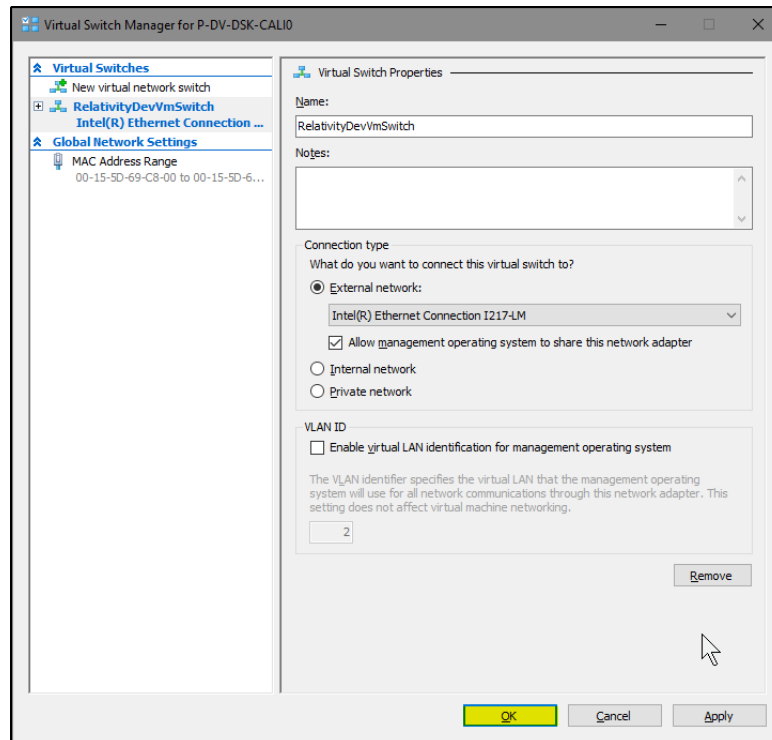 Virtual Switch Manager for P-DV-DSK-CALI0
Virtual Switches
New virtual network switch
RelativityDevVmSwitch
Intel(R) Ethernet Connection ...
Global Network Settings
MAC Address Range
00-15-5D-69-C8-00 to 00-15-5D-6...
Virtual Switch Properties
Name:
RelativityDevVmSwitch
Notes:
Connection type
What do you want to connect this virtual switch to?
External network:
Intel(R) Ethernet Connection I217-LM
Allow management operating system to share this network adapter
Internal network
Private network
VLAN ID
Enable virtual LAN identification for management operating system
The VLAN identifier specifies the virtual LAN that the management operating
system will use for all network communications through this network adapter. This
setting does not affect virtual machine networking.
2
Remove
OK
Cancel
Apply